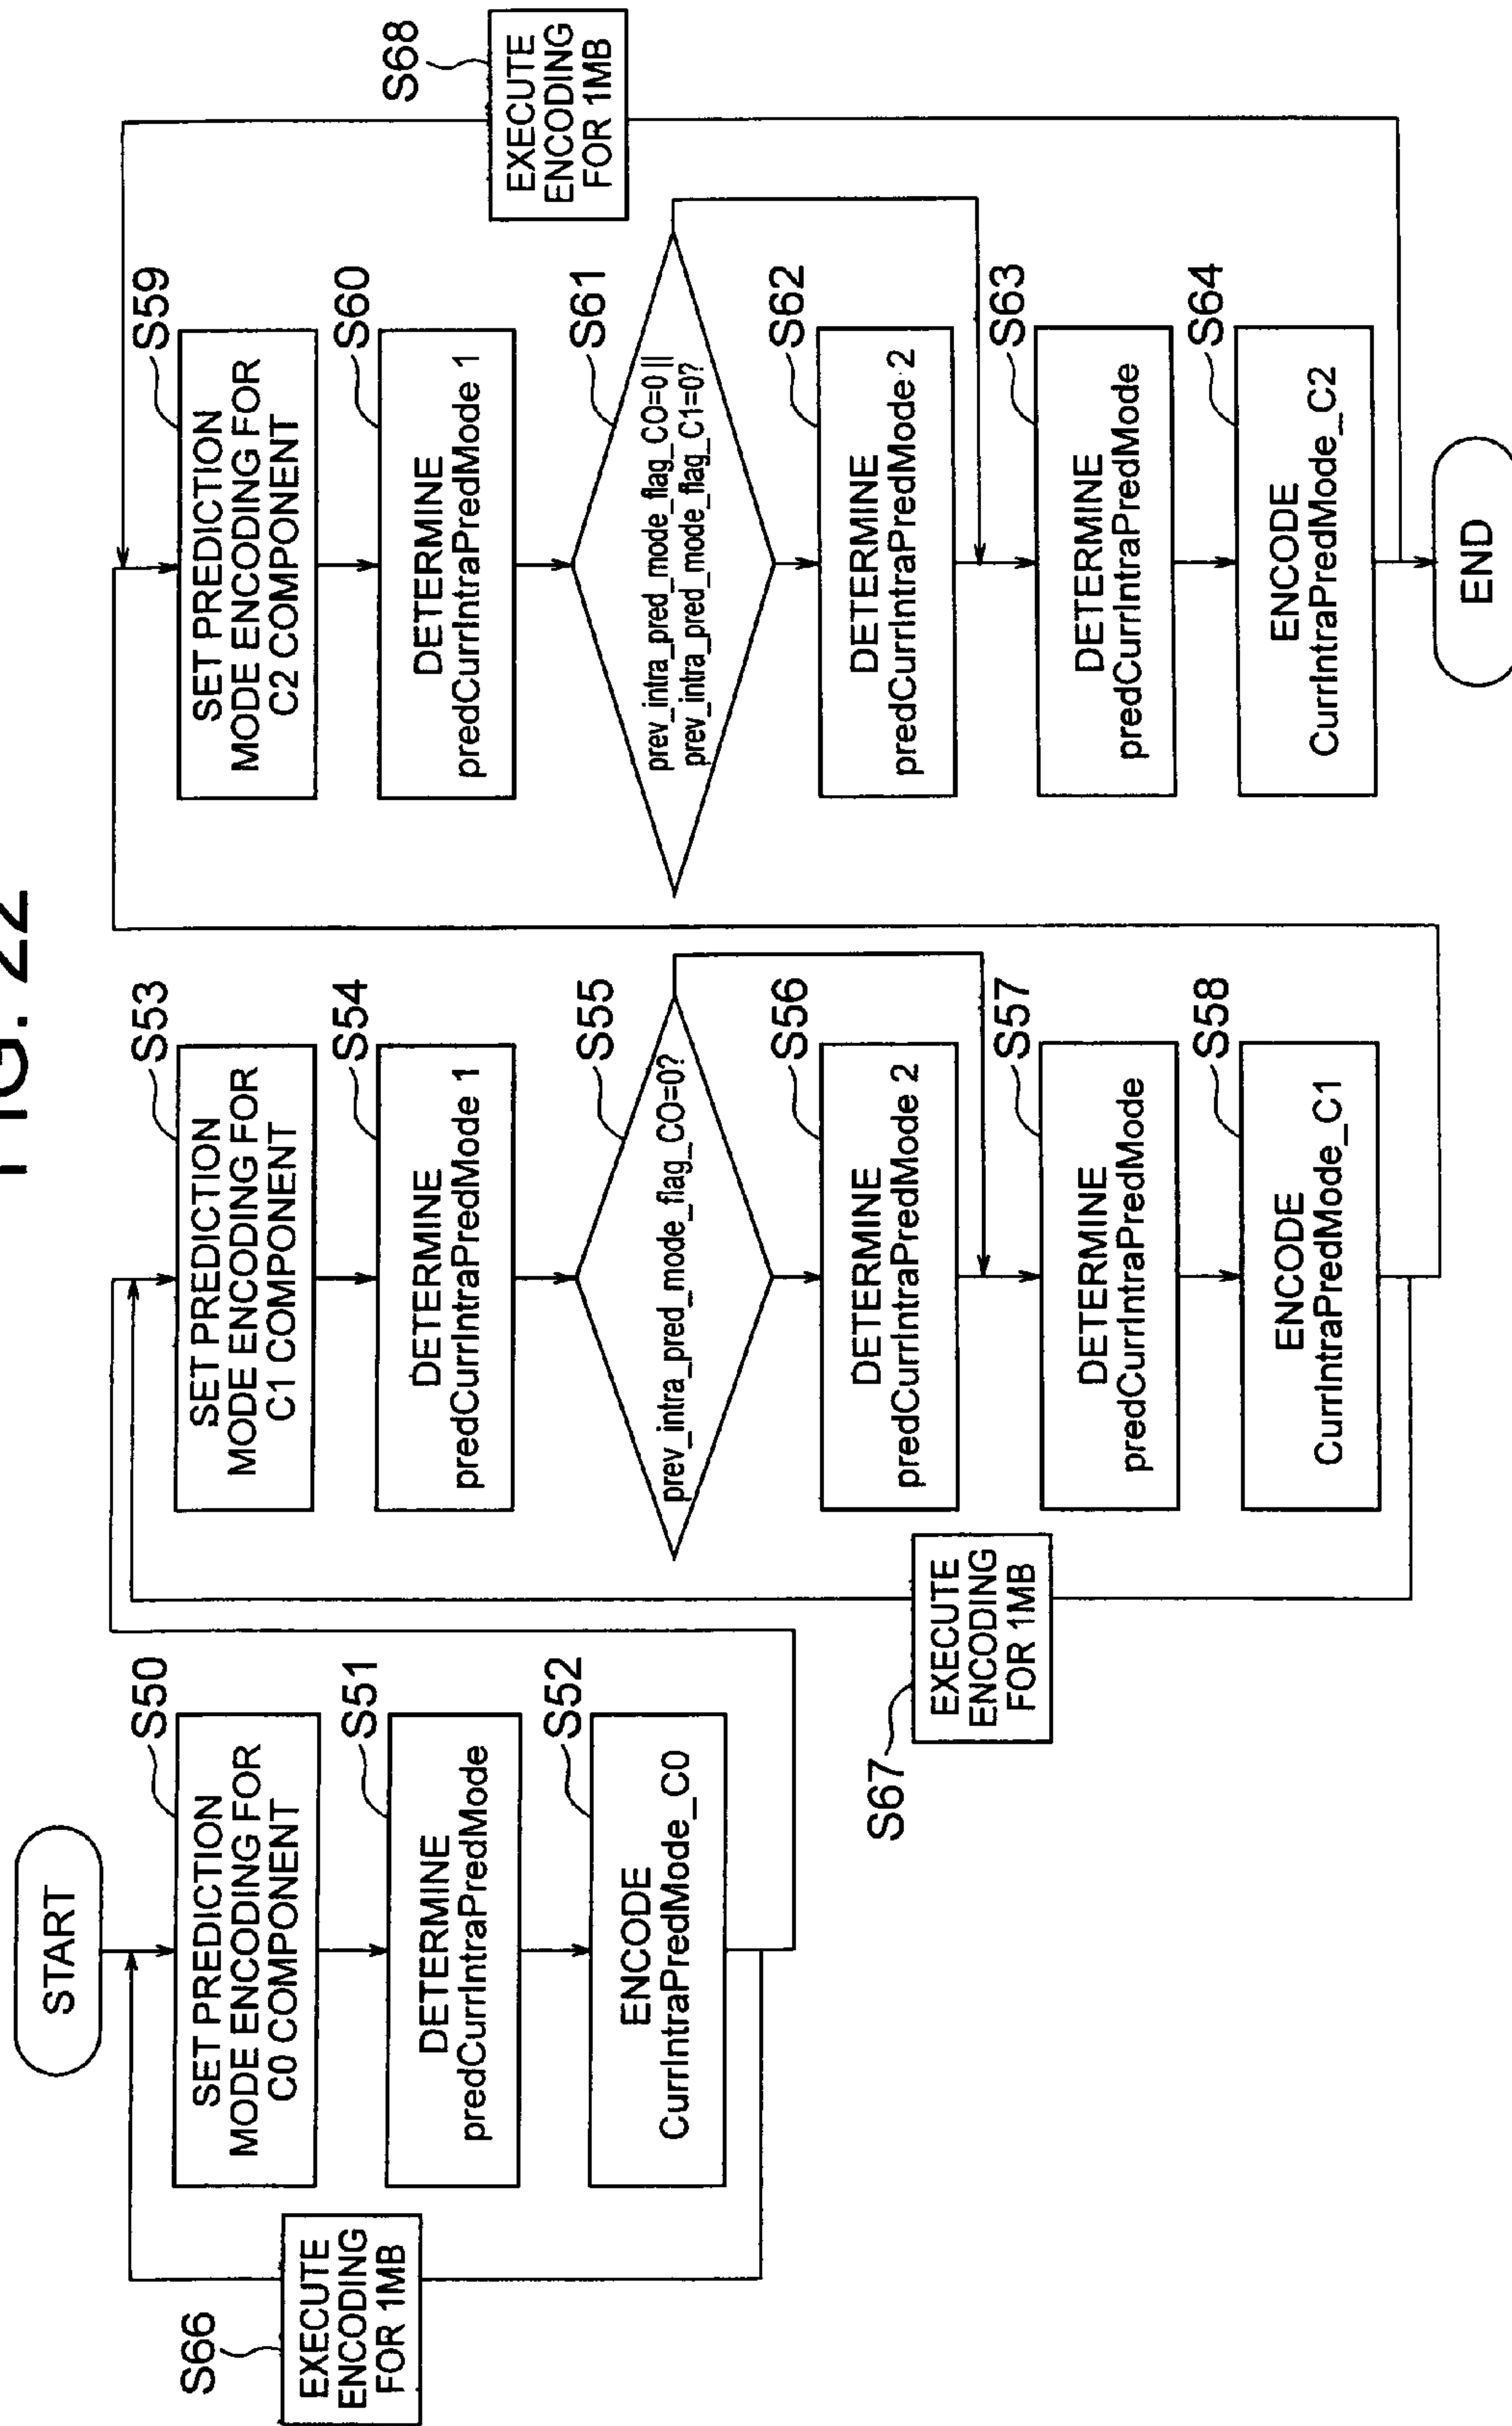 FIG. 22
START
S50
SET PREDICTION
MODE ENCODING FOR
C0 COMPONENT
S51
DETERMINE
predCurrIntraPredMode
S52
ENCODE
CurrIntraPredMode_C0
S66
EXECUTE
ENCODING
FOR 1MB
S53
SET PREDICTION
MODE ENCODING FOR
C1 COMPONENT
S54
DETERMINE
predCurrIntraPredMode 1
S55
prev_intra_pred_mode_flag_CO=0?
S56
DETERMINE
predCurrIntraPredMode 2
S57
DETERMINE
predCurrIntraPredMode
S58
ENCODE
CurrIntraPredMode_C1
S67
EXECUTE
ENCODING
FOR 1MB
S59
SET PREDICTION
MODE ENCODING FOR
C2 COMPONENT
S60
DETERMINE
predCurrIntraPredMode 1
S61
prev_intra_pred_mode_flag_CO=0 ||
prev_intra_pred_mode_flag_C1=0?
S62
DETERMINE
predCurrIntraPredMode 2
S63
DETERMINE
predCurrIntraPredMode
S64
ENCODE
CurrIntraPredMode_C2
S68
EXECUTE
ENCODING
FOR 1MB
END